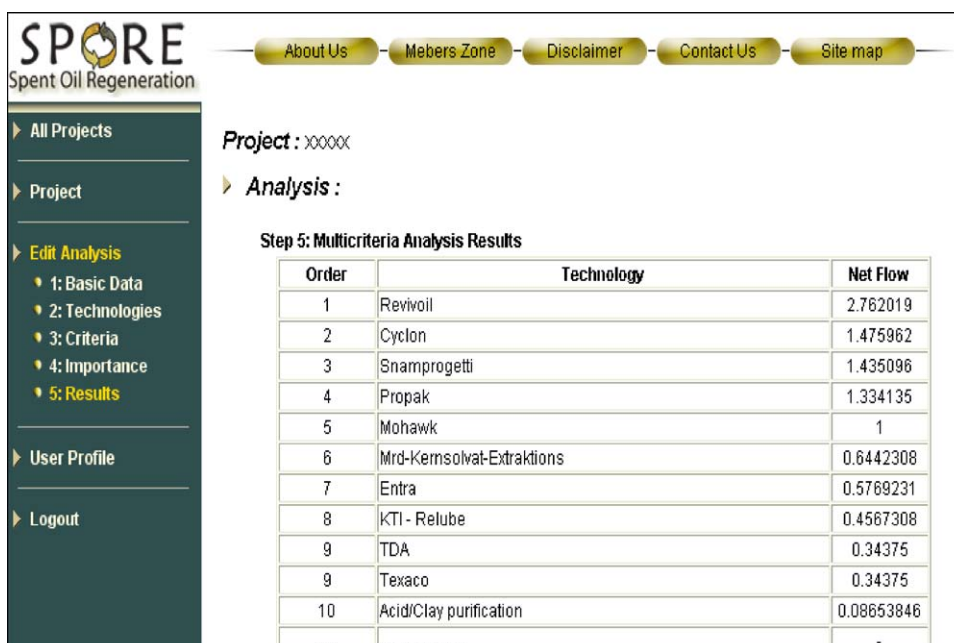 SPORE
Spent Oil Regeneration
About Us
Mebers Zone
Disclaimer
Contact Us
Site map
All Projects
Project
Edit Analysis
1: Basic Data
2: Technologies
3: Criteria
4: Importance
5: Results
User Profile
Logout
Project : xxxxx
Analysis :
Step 5: Multicriteria Analysis Results
Order Technology Net Flow
1 Revivoil 2.762019
2 Cyclon 1.475962
3 Snamprogetti 1.435096
4 Propak 1.334135
5 Mohawk 1
6 Mrd-Kernsolvat-Extraktions 0.6442308
7 Entra 0.5769231
8 KTI - Relube 0.4567308
9 TDA 0.34375
9 Texaco 0.34375
10 Acid/Clay purification 0.08653846